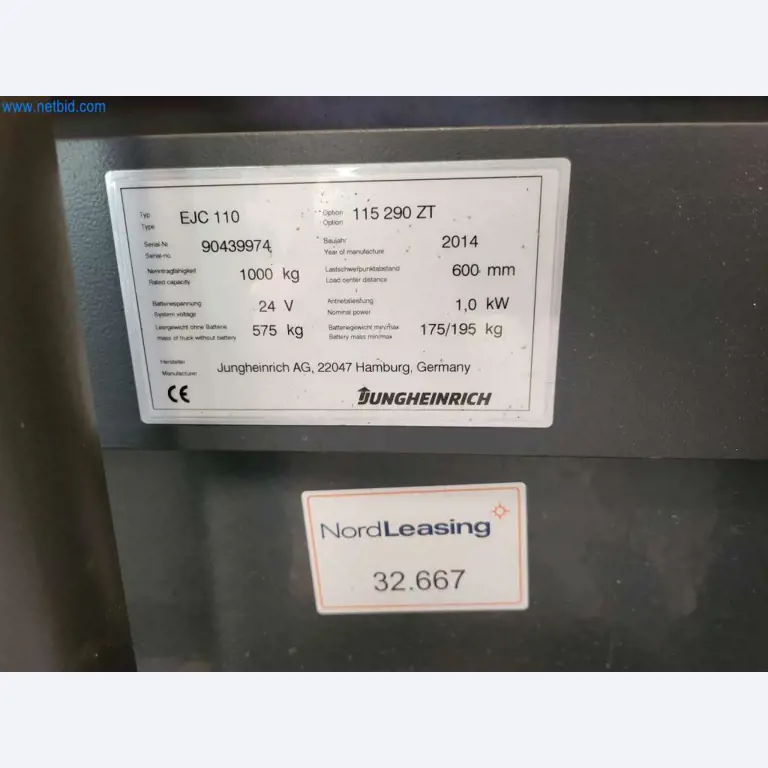 www.netbid.com
Typ EJC 110 Option 115 290 ZT
Type Option
Serial-Nr. 90439974 Baujahr 2014
Serial-no. Year of manufacture
Nenntragfähigkeit 1000 kg Lastschwerpunktabstand 600 mm
Rated capacity Load center distance
Batteriespannung 24 V Antriebsleistung 1,0 kW
System voltage Nominal power
Leergewicht ohne Batterie 575 kg Batteriegewicht min/max 175/195 kg
mass of truck without battery Battery mass min/max
Hersteller Jungheinrich AG, 22047 Hamburg, Germany
Manufacturer
CE JUNGHEINRICH
NordLeasing
32.667